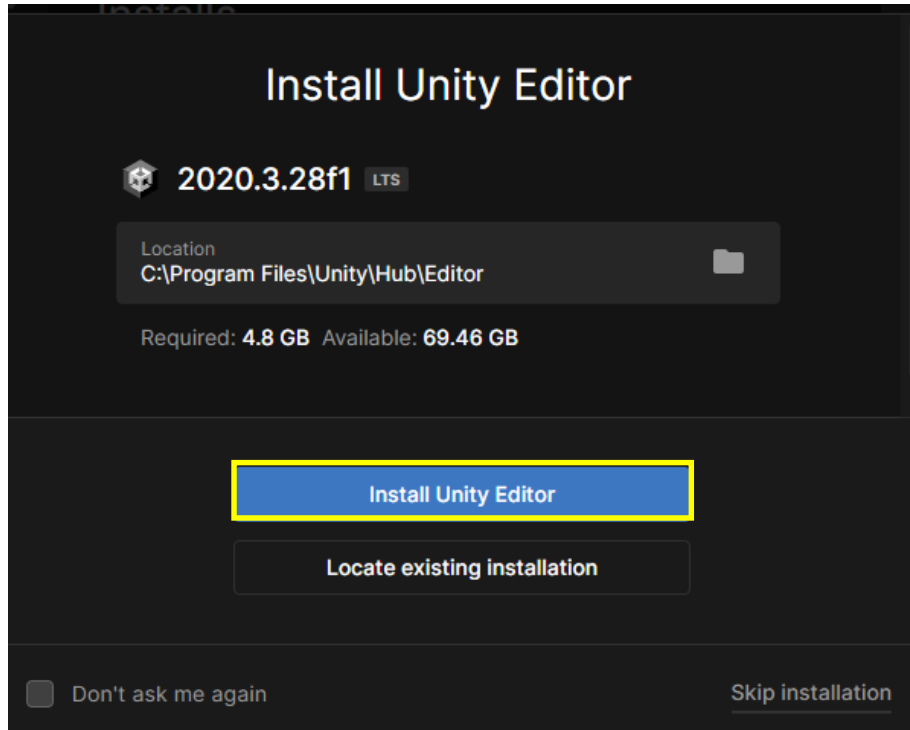 Installs
Install Unity Editor
2020.3.28f1 LTS
Location
C:\Program Files\Unity\Hub\Editor
Required: 4.8 GB Available: 69.46 GB
Install Unity Editor
Locate existing installation
Don't ask me again
Skip installation